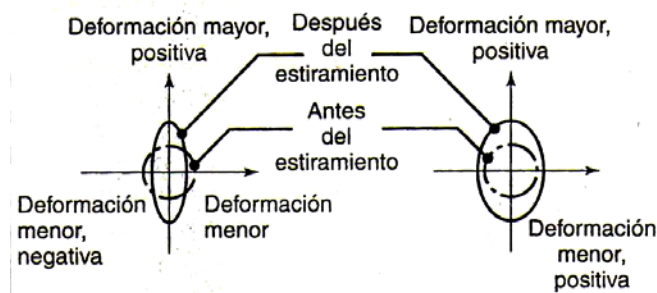 Deformación mayor,
positiva
Después
del
estiramiento
Deformación mayor,
positiva
Antes
del
estiramiento
Deformación
menor,
negativa
Deformación
menor
Deformación
menor,
positiva